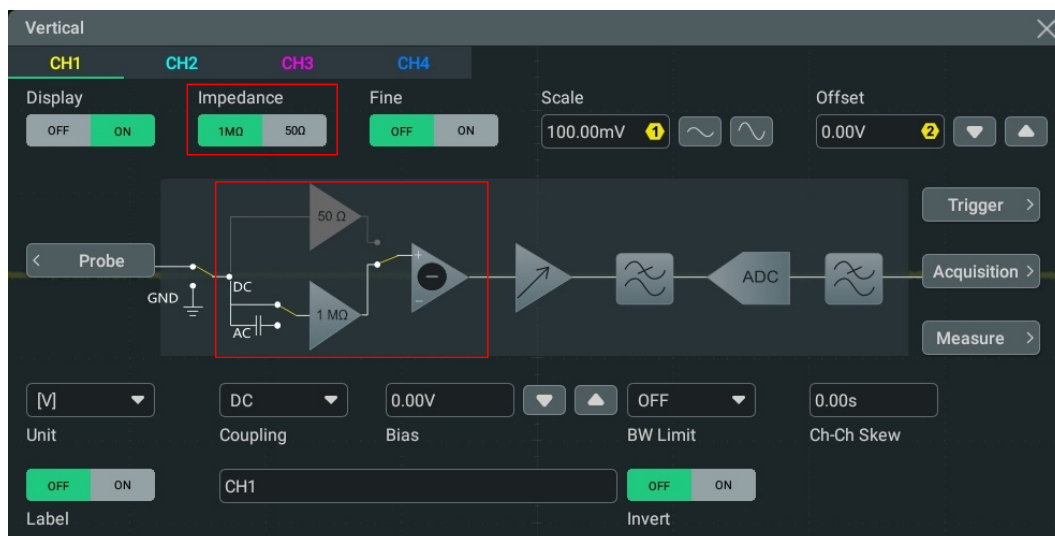 Vertical
CH1 CH2 CH3 CH4
Display Impedance Fine Scale Offset
OFF ON 1MΩ 50Ω OFF ON 100.00mV 1 0.00V 2
50 Ω
Trigger >
< Probe
+
DC
ADC
Acquisition >
GND
1 MΩ
AC
Measure >
[V] DC 0.00V OFF 0.00s
Unit Coupling Bias BW Limit Ch-Ch Skew
OFF ON CH1 OFF ON
Label Invert